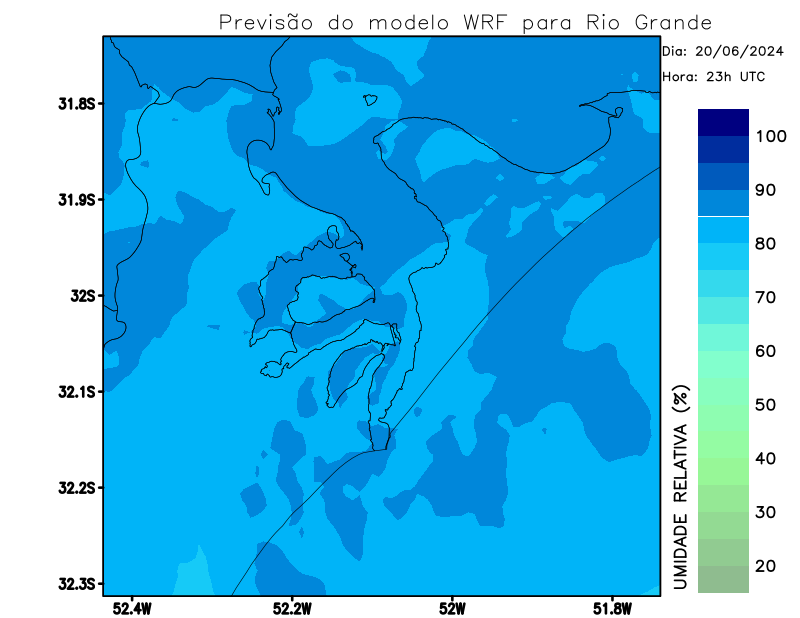 Previsão do modelo WRF para Rio Grande
Dia: 20/06/2024
Hora: 23h UTC
31.8S
31.9S
32S
32.1S
32.2S
32.3S
52.4W
52.2W
52W
51.8W
100
90
80
70
60
50
40
30
20
UMIDADE RELATIVA (%)